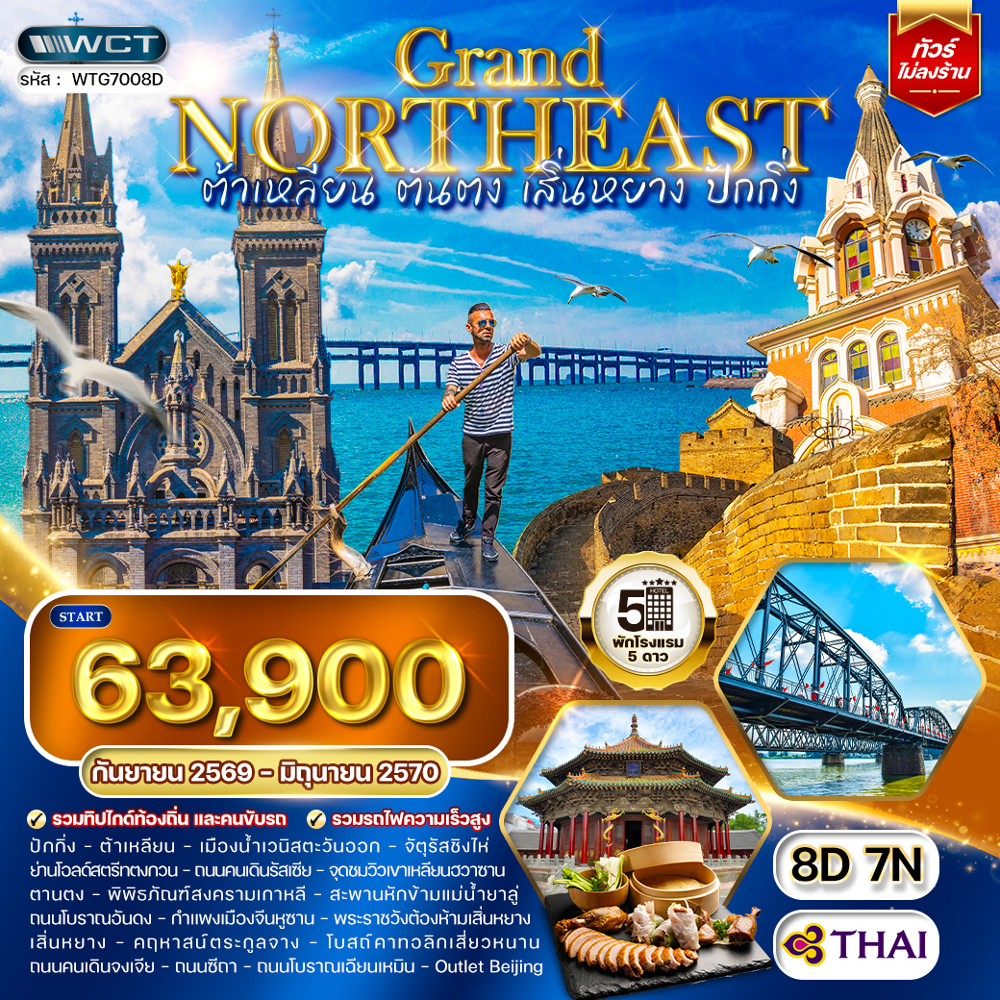 WCT
รหัส : WTG7008D
Grand
NORTHEAST
ต้าเหลียน ตันตง เสิ่นหยาง ปักกิ่ง
ทัวร์
ไม่ลงร้าน
START
63,900
กันยายน 2569 - มิถุนายน 2570
5
HOTEL
พักโรงแรม
5 ดาว
รวมทิปไกด์ท้องถิ่น และคนขับรถ
รวมรถไฟความเร็วสูง
ปักกิ่ง - ต้าเหลียน - เมืองน้ำเวนิสตะวันออก - จัตุรัสชิงไห่
ย่านโอลด์สตรีทตงกวน - ถนนคนเดินรัสเซีย - จุดชมวิวเขาเหลียนฮวาซาน
ตานตง - พิพิธภัณฑ์สงครามเกาหลี - สะพานหักข้ามแม่น้ำยาลู่
ถนนโบราณอันดง - กำแพงเมืองจีนหูซาน - พระราชวังต้องห้ามเสิ่นหยาง
เสิ่นหยาง - คฤหาสน์ตระกูลจาง - โบสถ์คาทอลิกเสี่ยวหนาน
ถนนคนเดินจงเจีย - ถนนซีถา - ถนนโบราณเฉียนเหมิน - Outlet Beijing
8D 7N
THAI